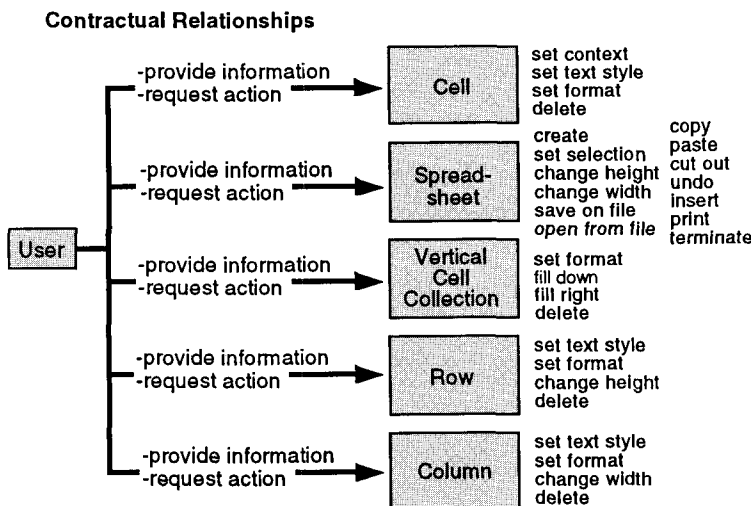 Contractual Relationships
User
-provide information
-request action
Cell
set context
set text style
set format
delete
-provide information
-request action
Spread-
sheet
create
set selection
change height
change width
save on file
open from file
copy
paste
cut out
undo
insert
print
terminate
-provide information
-request action
Vertical
Cell
Collection
set format
fill down
fill right
delete
-provide information
-request action
Row
set text style
set format
change height
delete
-provide information
-request action
Column
set text style
set format
change width
delete